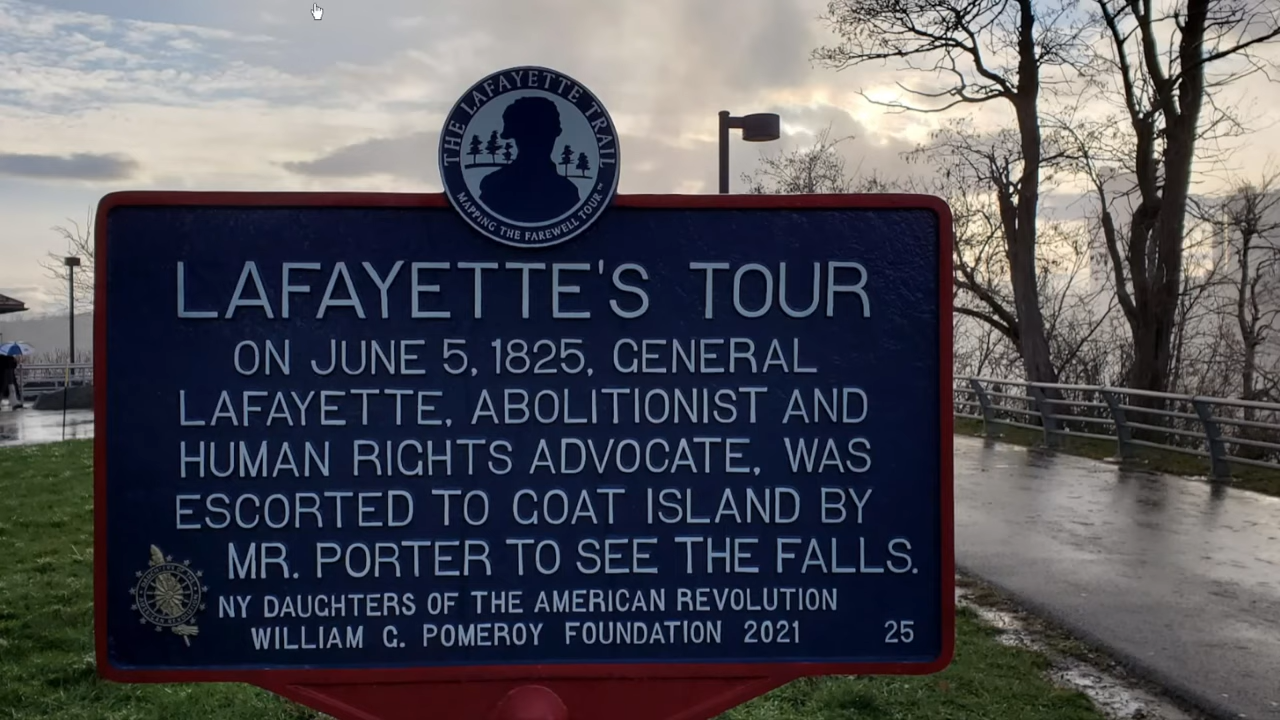 THE LAFAYETTE TRAIL
MAPPING THE FAREWELL TOUR™
LAFAYETTE'S TOUR
ON JUNE 5, 1825, GENERAL
LAFAYETTE, ABOLITIONIST AND
HUMAN RIGHTS ADVOCATE, WAS
ESCORTED TO GOAT ISLAND BY
MR. PORTER TO SEE THE FALLS.
NY DAUGHTERS OF THE AMERICAN REVOLUTION
WILLIAM G. POMEROY FOUNDATION 2021 25